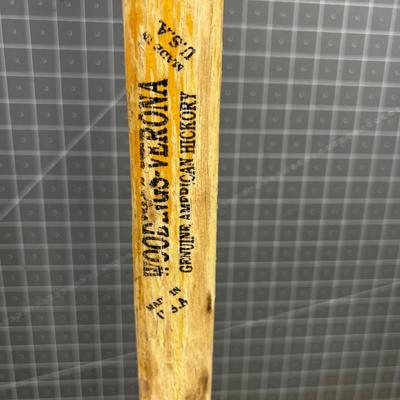 MADE IN
U.S.A.
WOODINGS-VERONA
GENUINE AMERICAN HICKORY
MADE IN
U.S.A